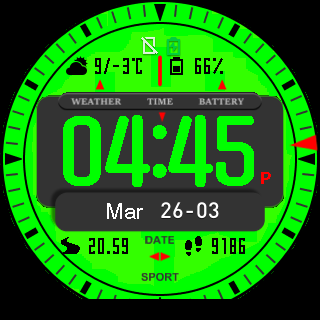 9/-3°C 66%
WEATHER TIME BATTERY
04:45 P
Mar 26-03
20.59 DATE 9186
SPORT